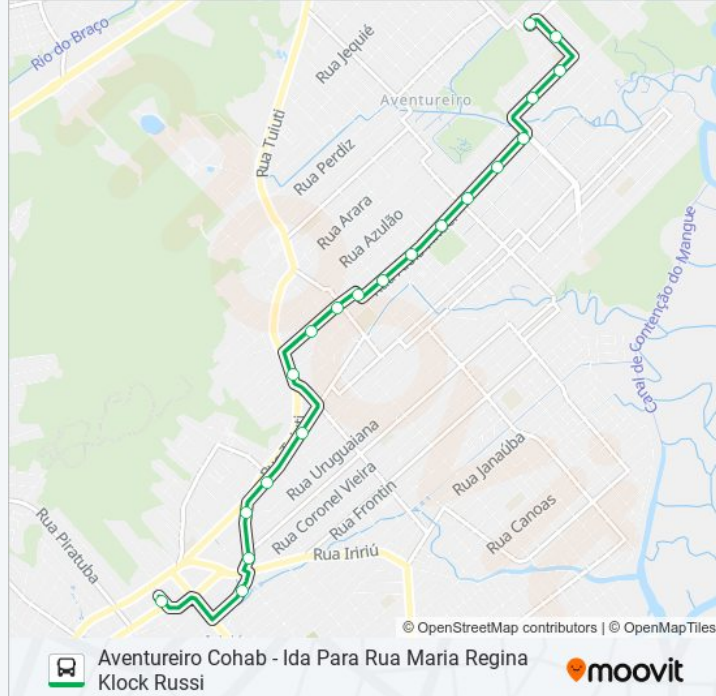 Rio do Braço
Rua Jequié
Aventureiro
Rua Tuiuti
Rua Perdiz
Rua Arara
Rua Azulão
Canal de Contenção do Mangue
Rua Uruguaiana
Rua Janaúba
Rua Coronel Vieira
Rua Frontin
Rua Canoas
Rua Piratuba
Rua Iririú
© OpenStreetMap contributors | © OpenMapTiles
Aventureiro Cohab - Ida Para Rua Maria Regina
Klock Russi
moovit